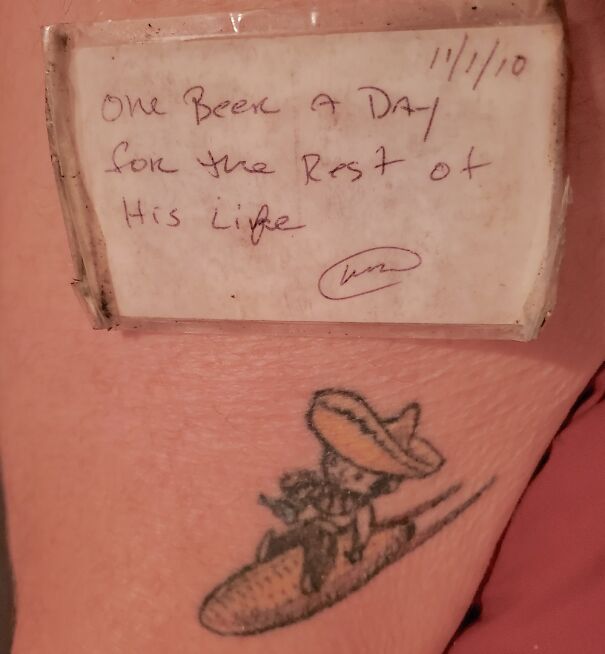 11/1/10
One Beer A Day
for the Rest of
His Life